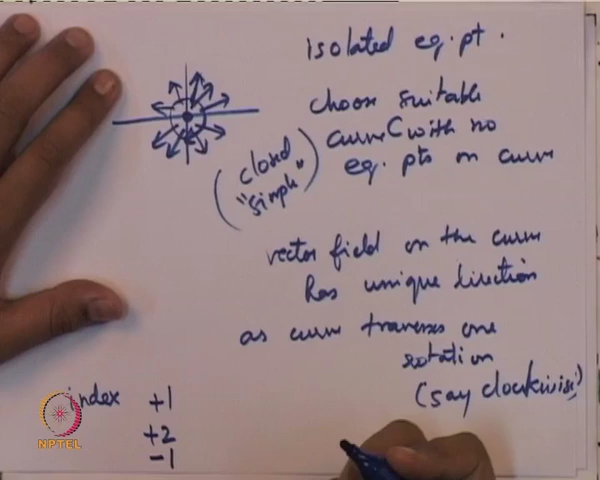 isolated eq. pt.
choose suitable
curve C with no
eq. pts on curve
(closed
"simple")
vector field on the curve
has unique direction
as curve traverses one
rotation
(say clockwise)
index +1
+2
-1
NPTEL